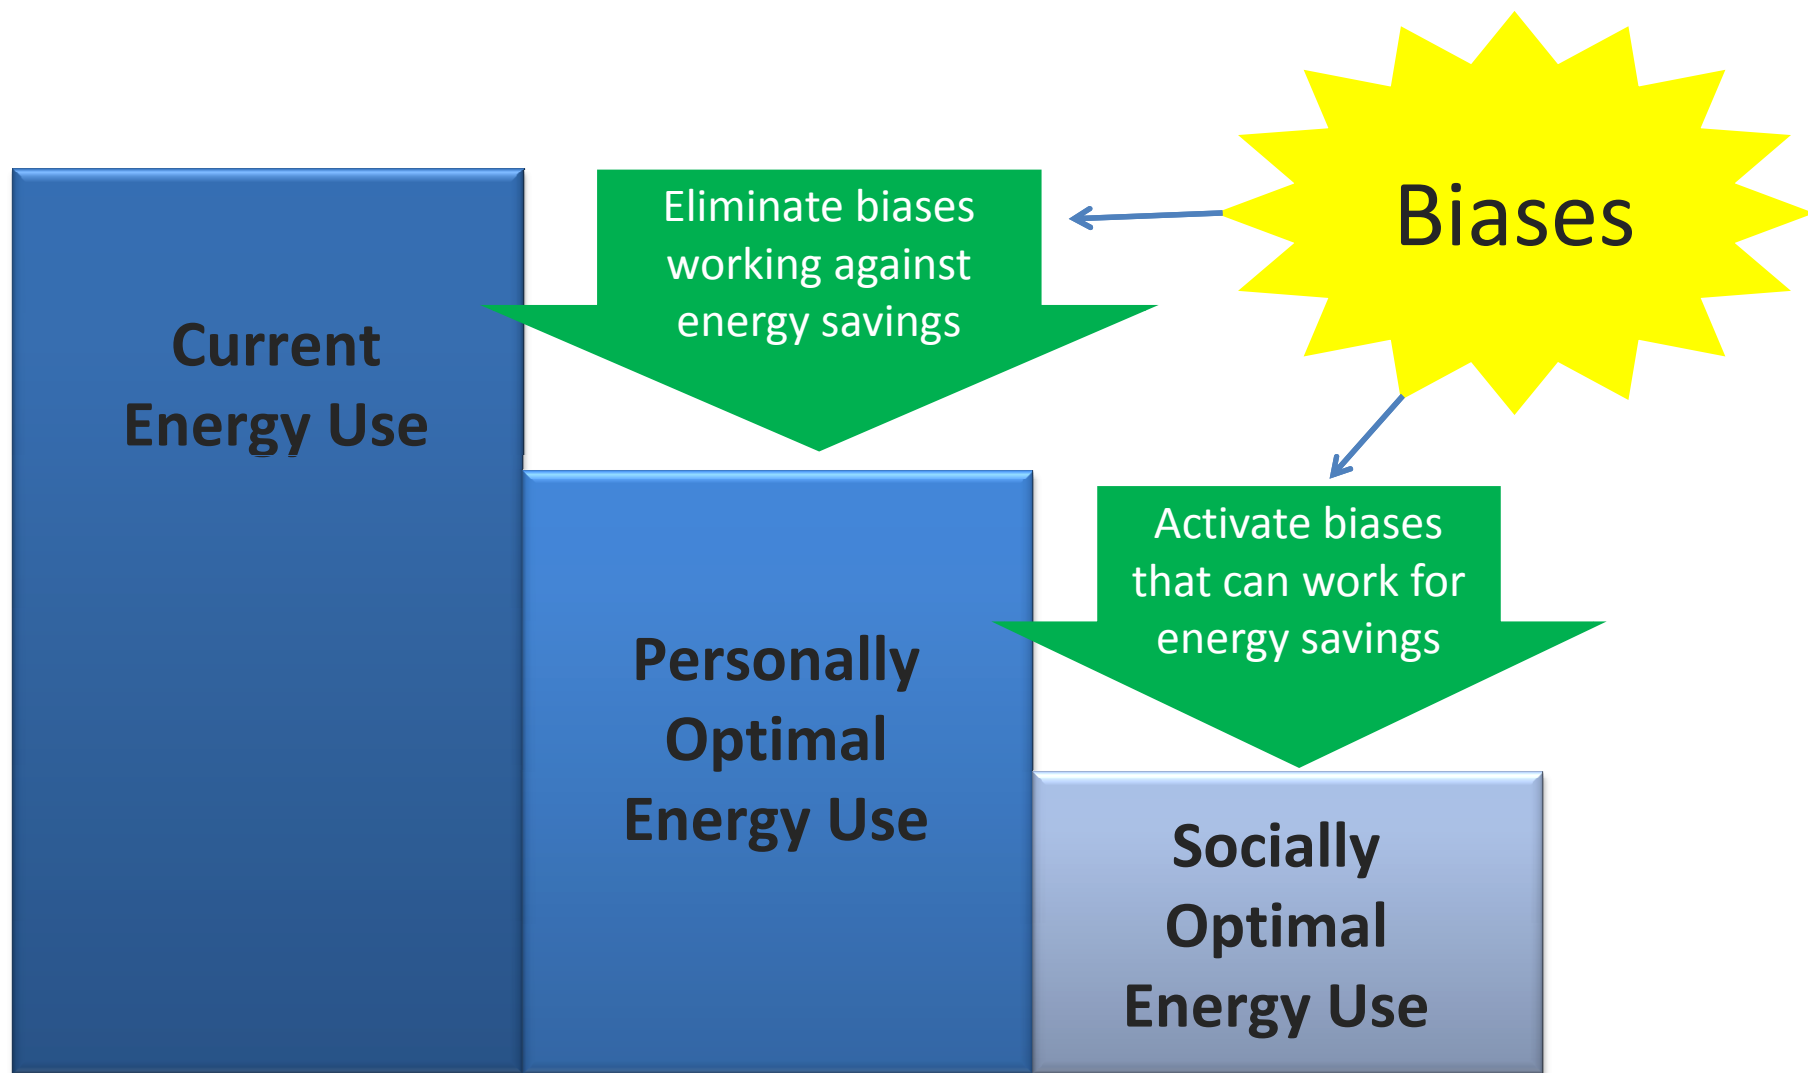 Biases
Eliminate biases
working against
energy savings
Current
Energy Use
Activate biases
that can work for
energy savings
Personally
Optimal
Energy Use
Socially
Optimal
Energy Use